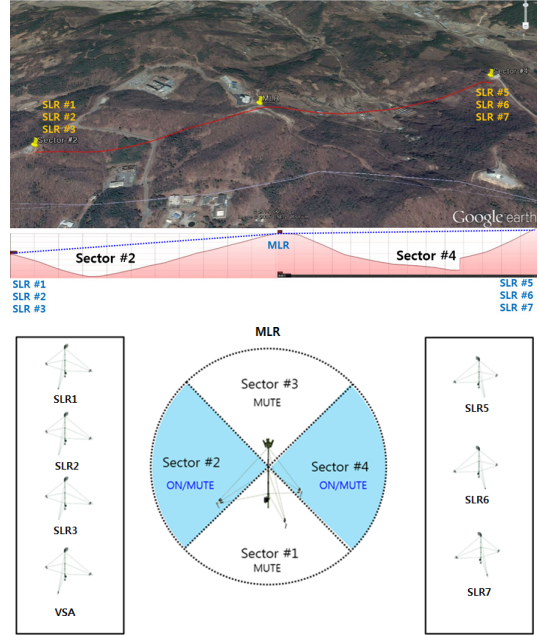 Sector #4
SLR #1
SLR #2
SLR #3
Sector #2
MLR
SLR #5
SLR #6
SLR #7
Google earth
Sector #2
MLR
Sector #4
SLR #1
SLR #2
SLR #3
SLR #5
SLR #6
SLR #7
MLR
SLR1
SLR2
SLR3
VSA
Sector #3
MUTE
Sector #2
ON/MUTE
Sector #4
ON/MUTE
Sector #1
MUTE
SLR5
SLR6
SLR7